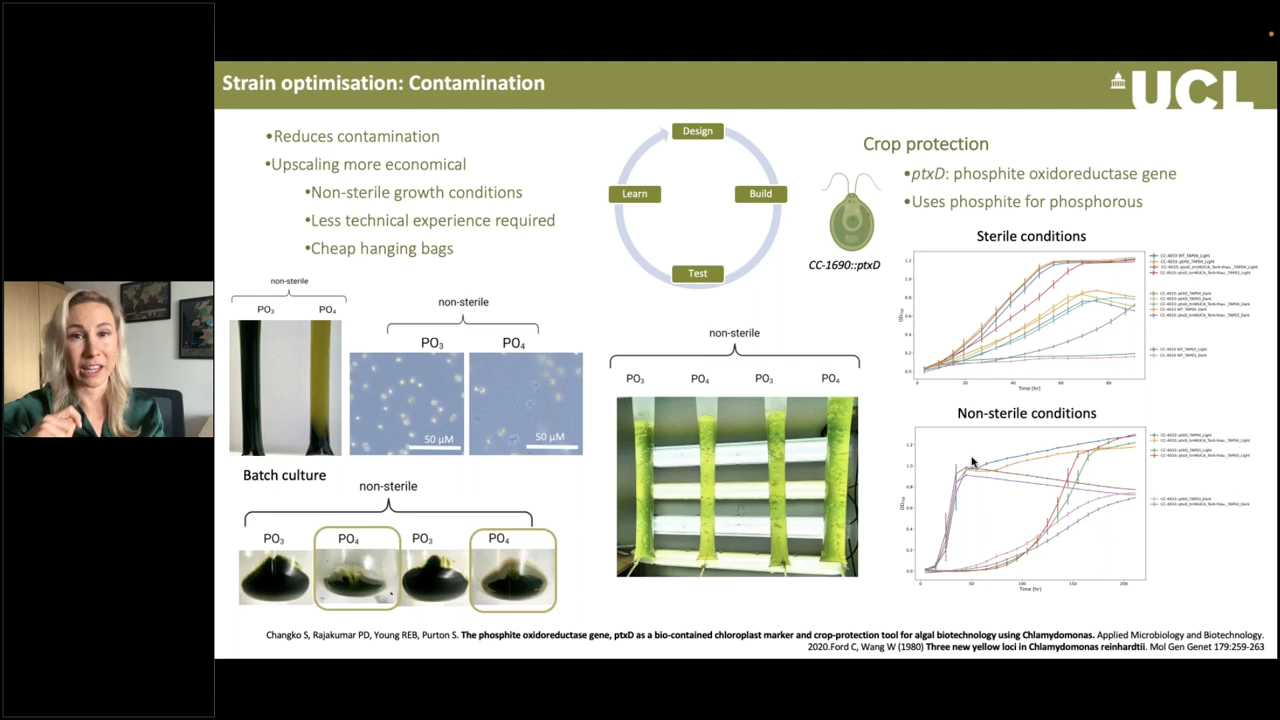 Strain optimisation: Contamination
UCL
•Reduces contamination
•Upscaling more economical
•Non-sterile growth conditions
•Less technical experience required
•Cheap hanging bags
Design
Build
Test
Learn
CC-1690::ptxD
Crop protection
•ptxD: phosphite oxidoreductase gene
•Uses phosphite for phosphorous
Sterile conditions
Time [hr]
non-sterile
PO₃
PO₄
non-sterile
PO₃
PO₄
50 µM
50 µM
non-sterile
PO₃
PO₄
PO₃
PO₄
Batch culture
non-sterile
PO₃
PO₄
PO₃
PO₄
Non-sterile conditions
Time [hr]
Changko S, Rajakumar PD, Young REB, Purton S. The phosphite oxidoreductase gene, ptxD as a bio-contained chloroplast marker and crop-protection tool for algal biotechnology using Chlamydomonas. Applied Microbiology and Biotechnology.
2020.Ford C, Wang W (1980) Three new yellow loci in Chlamydomonas reinhardtii. Mol Gen Genet 179:259-263